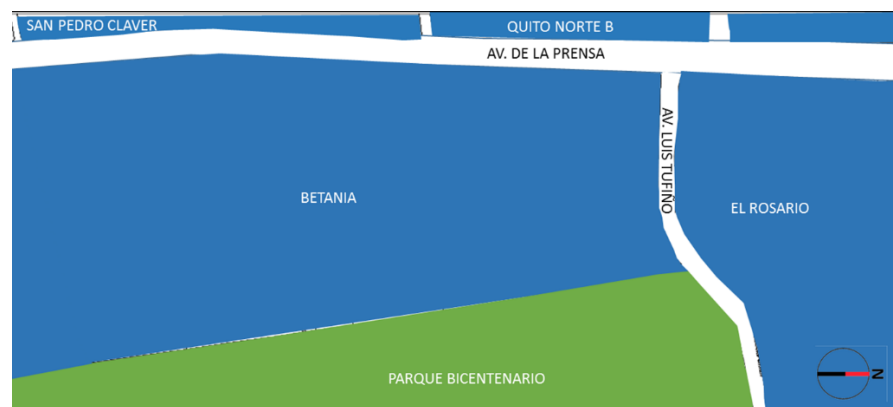 SAN PEDRO CLAVER
QUITO NORTE B
AV. DE LA PRENSA
AV. LUIS TUFIÑO
BETANIA
EL ROSARIO
PARQUE BICENTENARIO
N